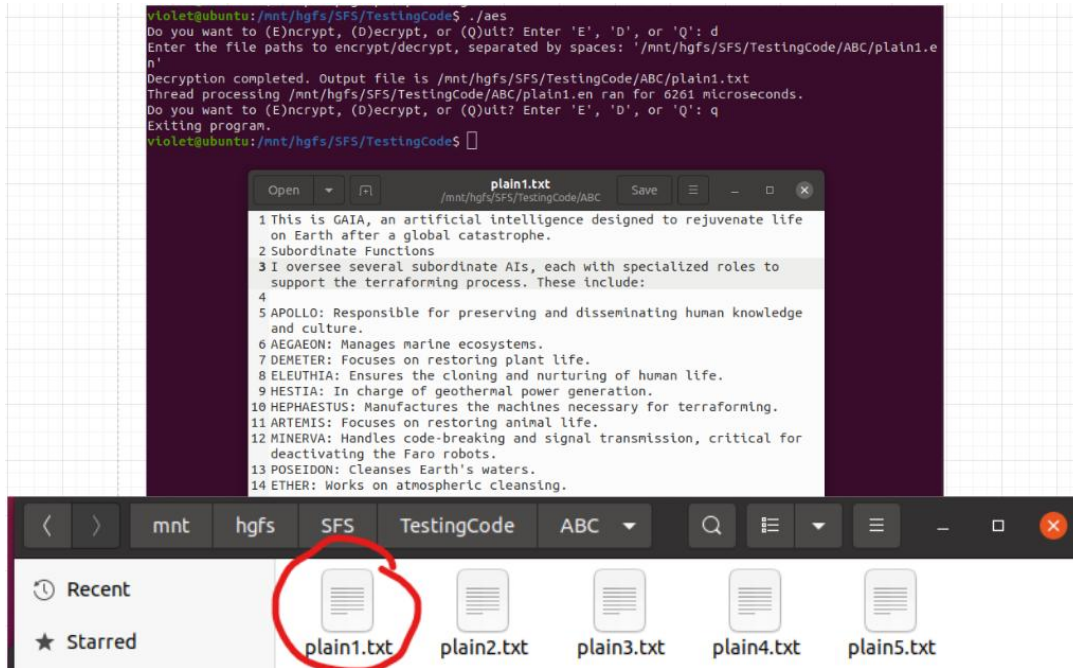 violet@ubuntu:/mnt/hgfs/SFS/TestingCode$ ./aes
Do you want to (E)ncrypt, (D)ecrypt, or (Q)uit? Enter 'E', 'D', or 'Q': d
Enter the file paths to encrypt/decrypt, separated by spaces: '/mnt/hgfs/SFS/TestingCode/ABC/plain1.e
n'
Decryption completed. Output file is /mnt/hgfs/SFS/TestingCode/ABC/plain1.txt
Thread processing /mnt/hgfs/SFS/TestingCode/ABC/plain1.en ran for 6261 microseconds.
Do you want to (E)ncrypt, (D)ecrypt, or (Q)uit? Enter 'E', 'D', or 'Q': q
Exiting program.
violet@ubuntu:/mnt/hgfs/SFS/TestingCode$
Open plain1.txt Save
/mnt/hgfs/SFS/TestingCode/ABC
1 This is GAIA, an artificial intelligence designed to rejuvenate life
on Earth after a global catastrophe.
2 Subordinate Functions
3 I oversee several subordinate AIs, each with specialized roles to
support the terraforming process. These include:
4
5 APOLLO: Responsible for preserving and disseminating human knowledge
and culture.
6 AEGAEON: Manages marine ecosystems.
7 DEMETER: Focuses on restoring plant life.
8 ELEUTHIA: Ensures the cloning and nurturing of human life.
9 HESTIA: In charge of geothermal power generation.
10 HEPHAESTUS: Manufactures the machines necessary for terraforming.
11 ARTEMIS: Focuses on restoring animal life.
12 MINERVA: Handles code-breaking and signal transmission, critical for
deactivating the Faro robots.
13 POSEIDON: Cleanses Earth's waters.
14 ETHER: Works on atmospheric cleansing.
mnt hgfs SFS TestingCode ABC
Recent
Starred
plain1.txt plain2.txt plain3.txt plain4.txt plain5.txt